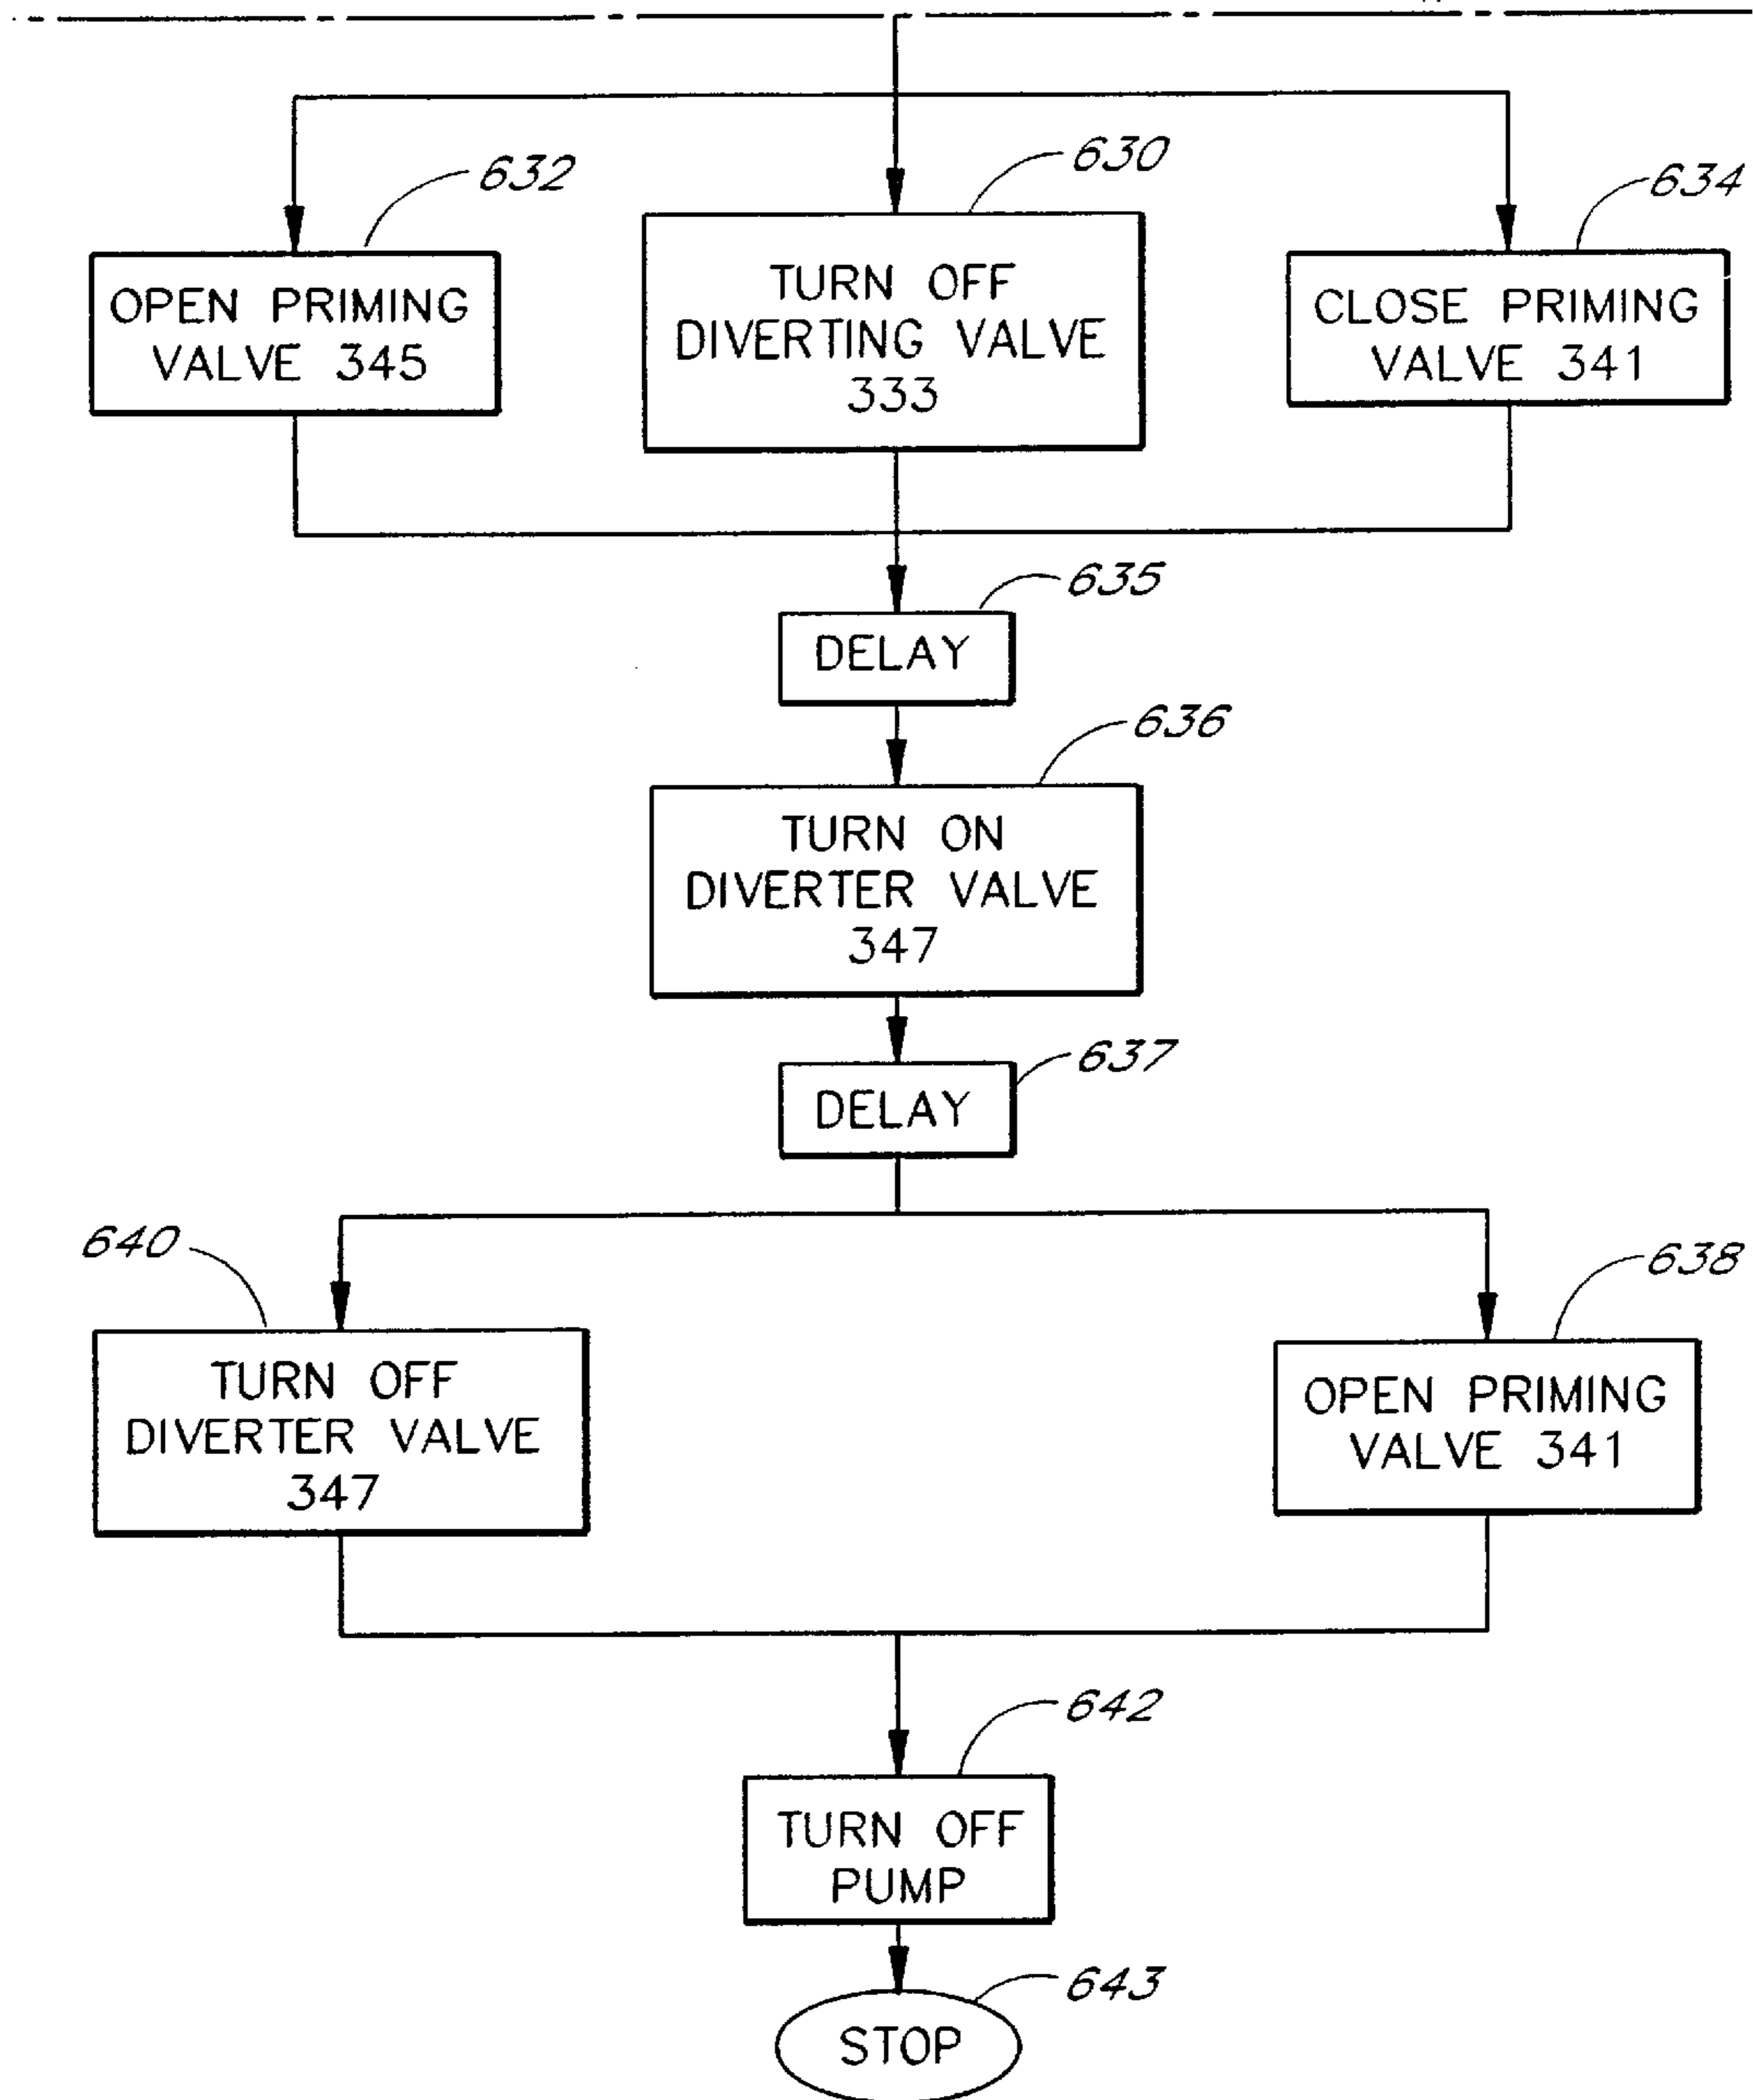 632
630
634
OPEN PRIMING
VALVE 345
TURN OFF
DIVERTING VALVE
333
CLOSE PRIMING
VALVE 341
635
DELAY
636
TURN ON
DIVERTER VALVE
347
637
DELAY
640
638
TURN OFF
DIVERTER VALVE
347
OPEN PRIMING
VALVE 341
642
TURN OFF
PUMP
643
STOP